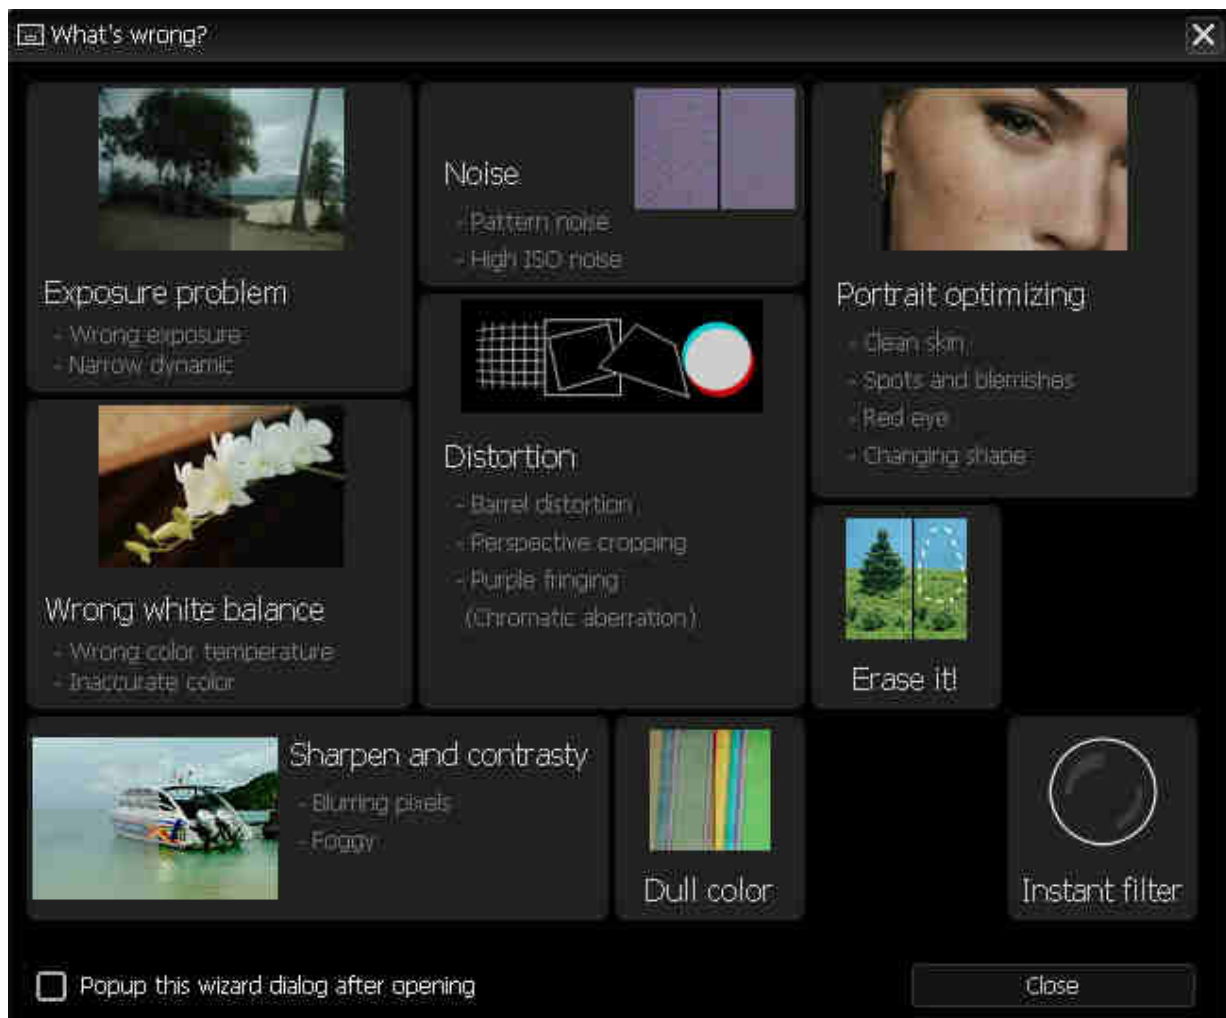 What's wrong?
Exposure problem
- Wrong exposure
- Narrow dynamic
Wrong white balance
- Wrong color temperature
- Inaccurate color
Noise
- Pattern noise
- High ISO noise
Distortion
- Barrel distortion
- Perspective cropping
- Purple fringing
(Chromatic aberration)
Portrait optimizing
- Clean skin
- Spots and blemishes
- Red eye
- Changing shape
Erase it!
Sharpen and contrasty
- Blurring pixels
- Foggy
Dull color
Instant filter
Popup this wizard dialog after opening
Close